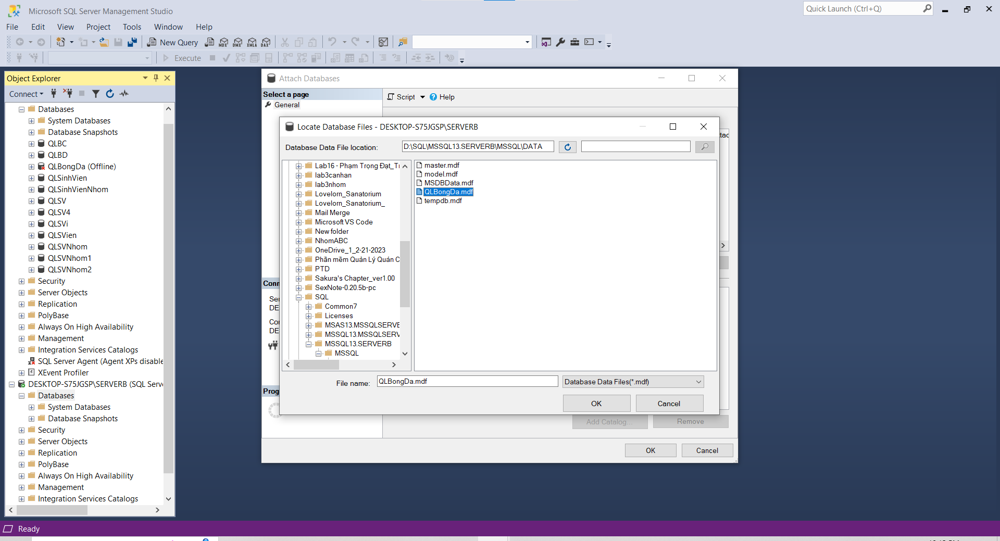 Microsoft SQL Server Management Studio
Quick Launch (Ctrl+Q)
File Edit View Project Tools Window Help
New Query MDX DMX XMLA DAX
Execute
Object Explorer
Connect
Databases
System Databases
Database Snapshots
QLBC
QLBD
QLBongDa (Offline)
QLSinhVien
QLSinhVienNhom
QLSV
QLSV4
QLSVi
QLSVien
QLSVNhom
QLSVNhom1
QLSVNhom2
Security
Server Objects
Replication
PolyBase
Always On High Availability
Management
Integration Services Catalogs
SQL Server Agent (Agent XPs disable
XEvent Profiler
DESKTOP-S75JGSP\SERVERB (SQL Serv
Databases
System Databases
Database Snapshots
Security
Server Objects
Replication
PolyBase
Always On High Availability
Management
Integration Services Catalogs
Attach Databases
Select a page
General
Script Help
Locate Database Files - DESKTOP-S75JGSP\SERVERB
Database Data File location: D:\SQL\MSSQL13.SERVERB\MSSQL\DATA
Lab16 - Phạm Trọng Đạt_Tr
lab3canhan
lab3nhom
Lovelorn_Sanatorium
Lovelorn_Sanatorium_
Mail Merge
Microsoft VS Code
New folder
NhomABC
OneDrive_1_2-21-2023
Phần mềm Quản Lý Quán C
PTD
Sakura's Chapter_ver1.00
SexNote-0.20.5b-pc
SQL
Common7
Licenses
MSAS13.MSSQLSERVE
MSSQL13.MSSQLSERV
MSSQL13.SERVERB
MSSQL
master.mdf
model.mdf
MSDBData.mdf
QLBongDa.mdf
tempdb.mdf
File name: QLBongDa.mdf Database Data Files(*.mdf)
OK Cancel
tac
Conn
Ser
DE
Cor
DE
Prog
Add Catalog... Remove
OK Cancel
Ready